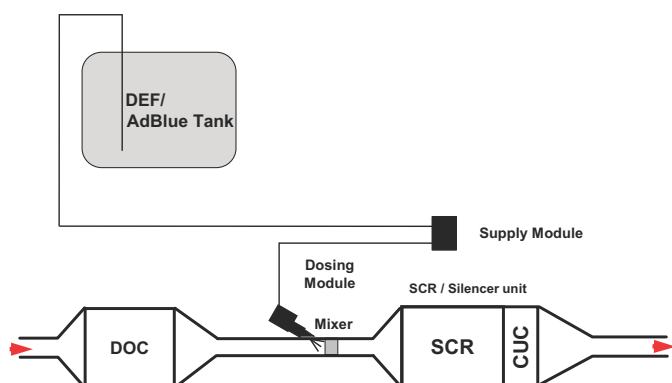 DEF/
AdBlue Tank
Supply Module
Dosing
Module
SCR / Silencer unit
Mixer
DOC
SCR
CUC